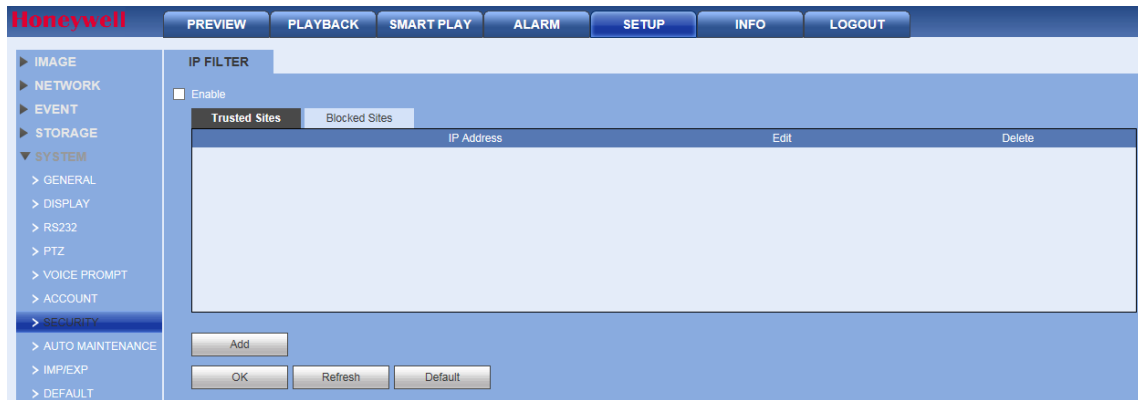 Honeywell
PREVIEW PLAYBACK SMART PLAY ALARM SETUP INFO LOGOUT
IMAGE
NETWORK
EVENT
STORAGE
SYSTEM
> GENERAL
> DISPLAY
> RS232
> PTZ
> VOICE PROMPT
> ACCOUNT
> SECURITY
> AUTO MAINTENANCE
> IMP/EXP
> DEFAULT
IP FILTER
Enable
Trusted Sites Blocked Sites
IP Address Edit Delete
Add
OK Refresh Default